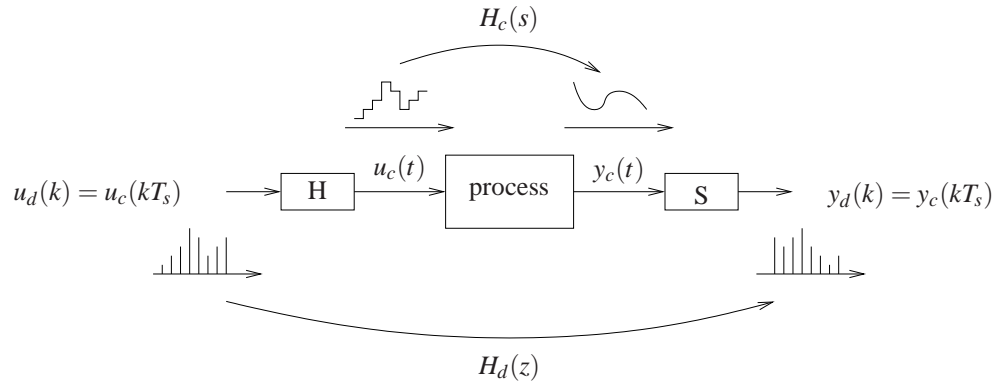 H_c(s)
u_d(k) = u_c(kT_s)
H
u_c(t)
process
y_c(t)
S
y_d(k) = y_c(kT_s)
H_d(z)